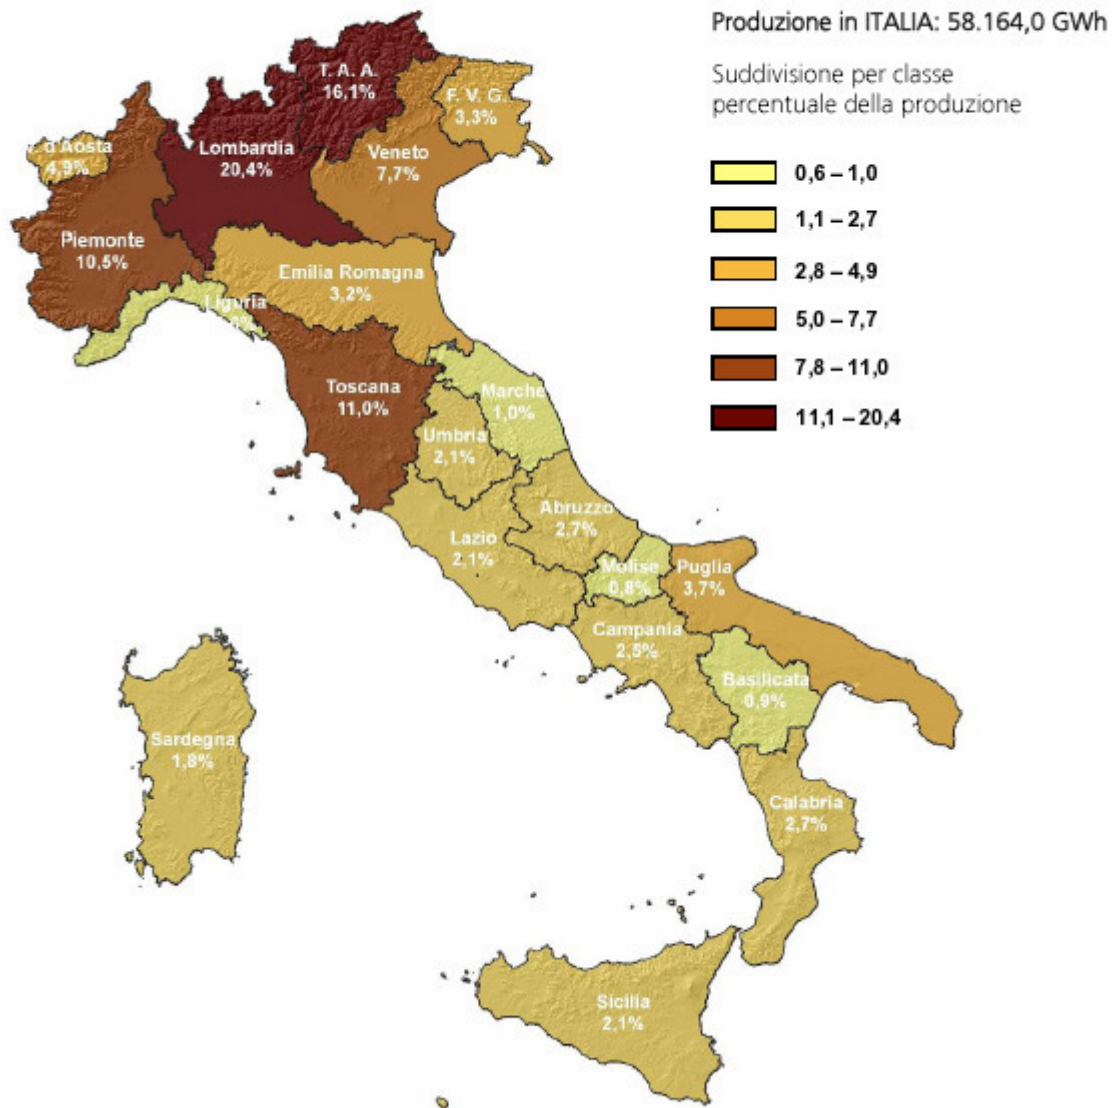 Produzione in ITALIA: 58.164,0 GWh
Suddivisione per classe
percentuale della produzione
0,6 – 1,0
1,1 – 2,7
2,8 – 4,9
5,0 – 7,7
7,8 – 11,0
11,1 – 20,4
T. A. A.
16,1%
F. V. G.
3,3%
d'Aosta
4,9%
Lombardia
20,4%
Veneto
7,7%
Piemonte
10,5%
Emilia Romagna
3,2%
Liguria
Toscana
11,0%
Marche
1,0%
Umbria
2,1%
Abruzzo
2,7%
Lazio
2,1%
Molise
0,8%
Puglia
3,7%
Campania
2,5%
Basilicata
0,9%
Sardegna
1,8%
Calabria
2,7%
Sicilia
2,1%